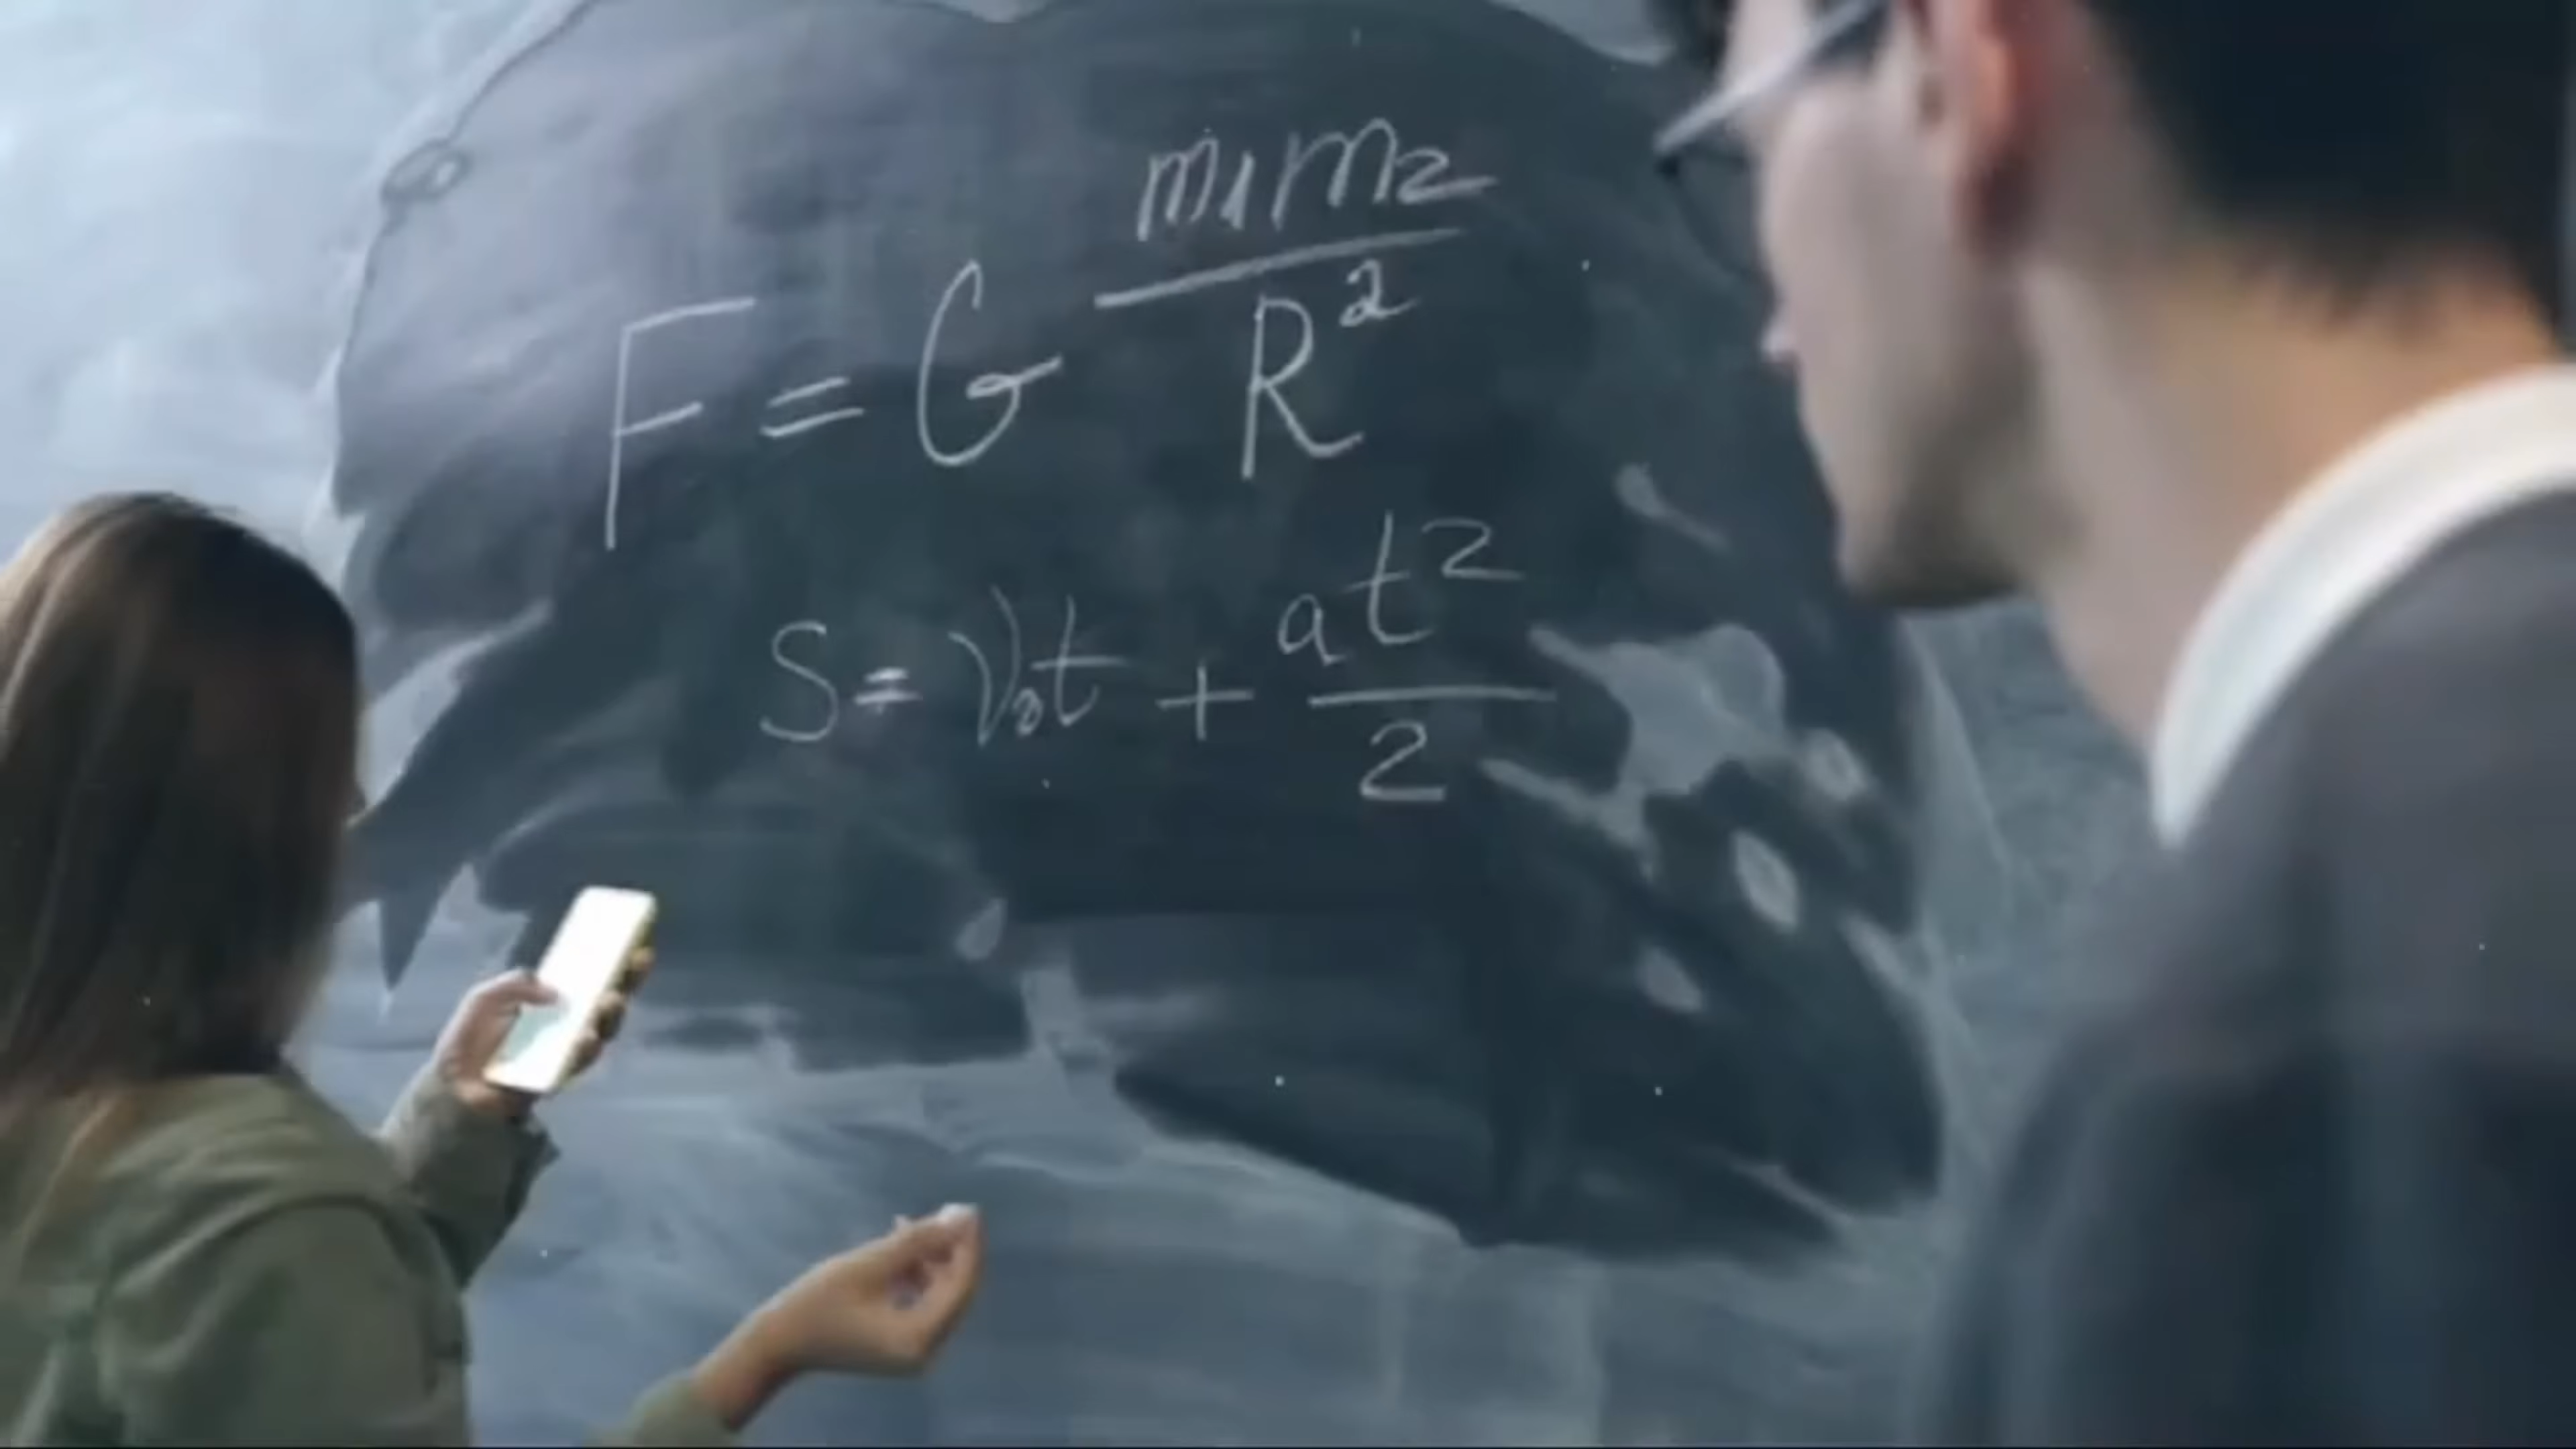 F = G m1m2/R²
S = V₀t + at²/2